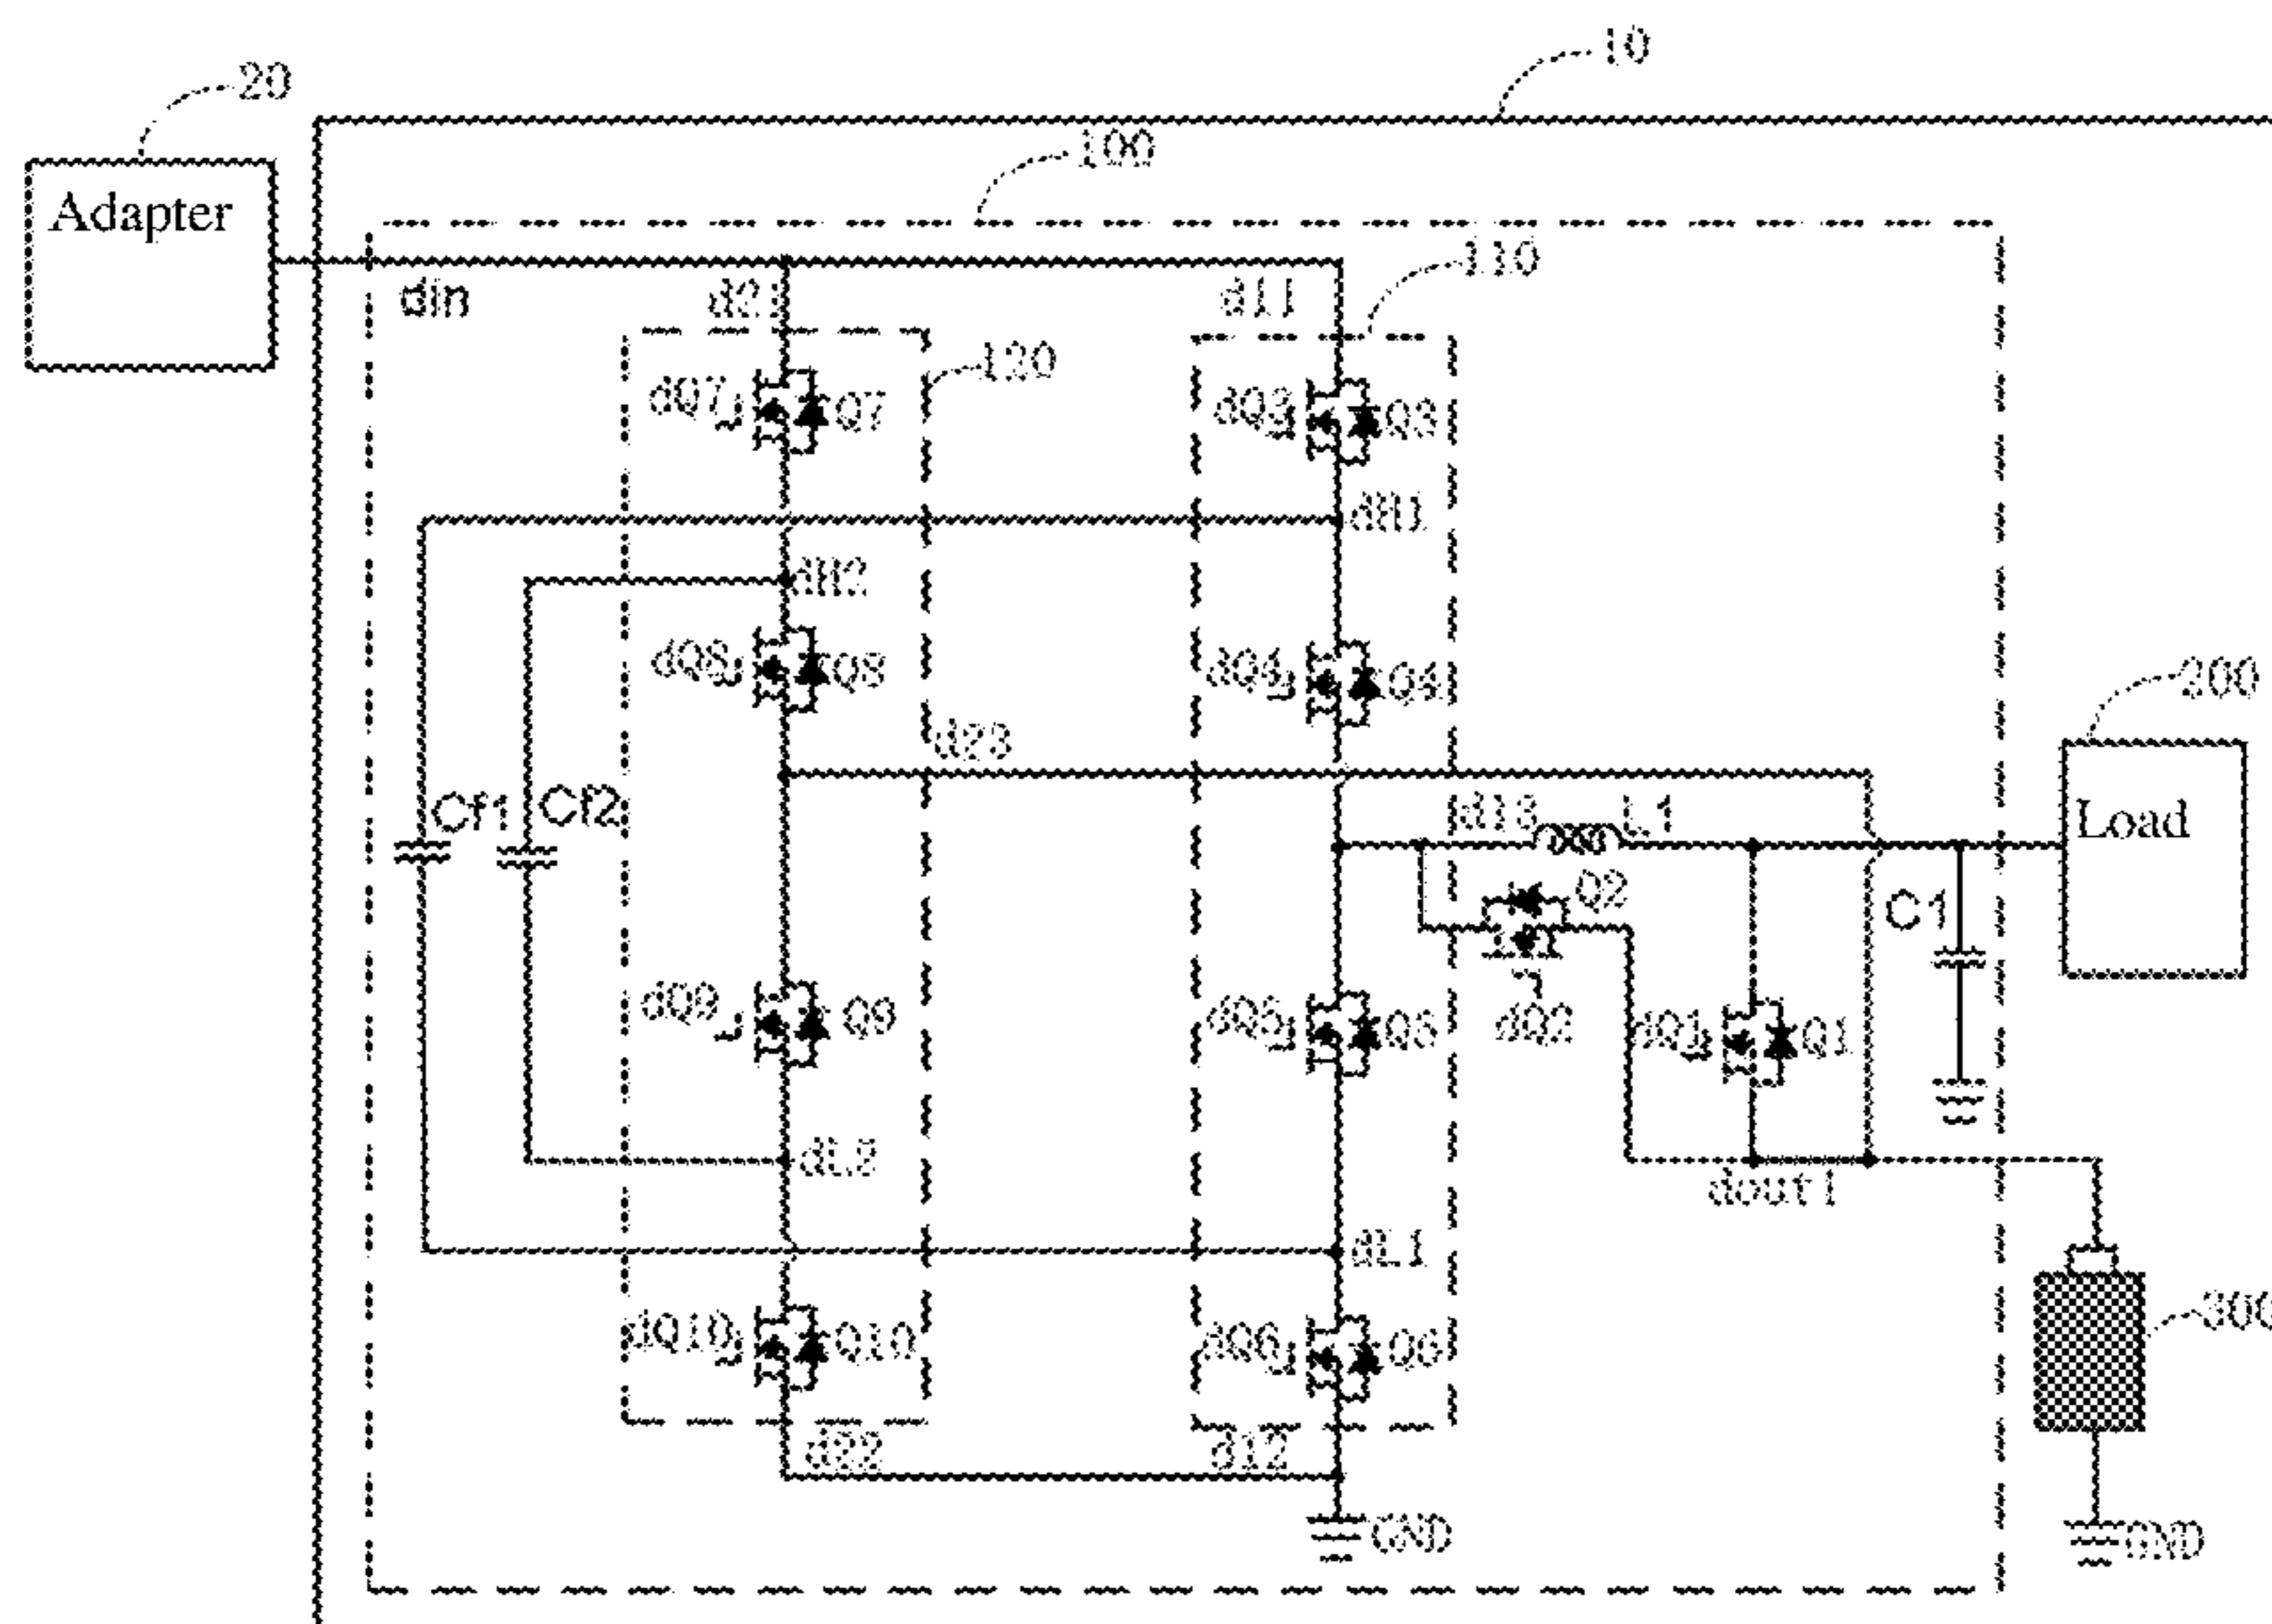 10
20
100
Adapter
110
din
d21
d11
120
dQ7
Q7
dQ3
Q3
dH1
dH2
dQ8
Q8
dQ4
Q4
200
d23
Cf1
Cf2
d13
L1
Load
Q2
C1
dQ9
Q9
dQ5
Q5
dQ2
dQ1
Q1
dL2
dout1
dL1
300
dQ10
Q10
dQ6
Q6
d22
d12
GND
GND